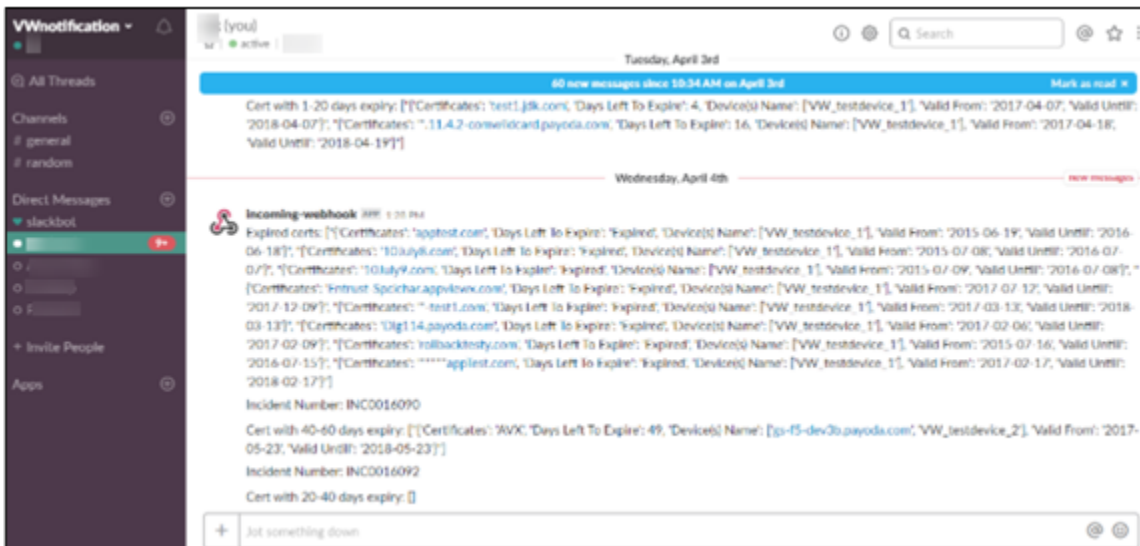 VWnotification
(you)
active
Search
All Threads
Channels
# general
# random
Direct Messages
slackbot
9+
+ Invite People
Apps
Tuesday, April 3rd
60 new messages since 10:34 AM on April 3rd
Mark as read ×
Cert with 1-20 days expiry: ["{'Certificates': 'test1.jdk.com', 'Days Left To Expire': 4, 'Device(s) Name': ['VW_testdevice_1'], 'Valid From': '2017-04-07', 'Valid Untill':
'2018-04-07'}", "{'Certificates': '*.11.4.2-comwildcard.payoda.com', 'Days Left To Expire': 16, 'Device(s) Name': ['VW_testdevice_1'], 'Valid From': '2017-04-18',
'Valid Untill': '2018-04-19'}"]
Wednesday, April 4th
new messages
incoming-webhook APP 1:35 PM
Expired certs: ["{'Certificates': 'apptest.com', 'Days Left To Expire': 'Expired', 'Device(s) Name': ['VW_testdevice_1'], 'Valid From': '2015-06-19', 'Valid Untill': '2016-
06-18'}", "{'Certificates': '10July8.com', 'Days Left To Expire': 'Expired', 'Device(s) Name': ['VW_testdevice_1'], 'Valid From': '2015-07-08', 'Valid Untill': '2016-07-
07'}", "{'Certificates': '10July9.com', 'Days Left To Expire': 'Expired', 'Device(s) Name': ['VW_testdevice_1'], 'Valid From': '2015-07-09', 'Valid Untill': '2016-07-08'}", "
{'Certificates': 'Entrust-Spcichar.appviewx.com', 'Days Left To Expire': 'Expired', 'Device(s) Name': ['VW_testdevice_1'], 'Valid From': '2017-07-12', 'Valid Untill':
'2017-12-09'}", "{'Certificates': '*-test1.com', 'Days Left To Expire': 'Expired', 'Device(s) Name': ['VW_testdevice_1'], 'Valid From': '2017-03-13', 'Valid Untill': '2018-
03-13'}", "{'Certificates': 'Dig114.payoda.com', 'Days Left To Expire': 'Expired', 'Device(s) Name': ['VW_testdevice_1'], 'Valid From': '2017-02-06', 'Valid Untill':
'2017-02-09'}", "{'Certificates': 'rollbacktesty.com', 'Days Left To Expire': 'Expired', 'Device(s) Name': ['VW_testdevice_1'], 'Valid From': '2015-07-16', 'Valid Untill':
'2016-07-15'}", "{'Certificates': '*****appTest.com', 'Days Left To Expire': 'Expired', 'Device(s) Name': ['VW_testdevice_1'], 'Valid From': '2017-02-17', 'Valid Untill':
'2018-02-17'}"]
Incident Number: INC0016090
Cert with 40-60 days expiry: ["{'Certificates': 'AVX', 'Days Left To Expire': 49, 'Device(s) Name': ['gs-f5-dev3b.payoda.com', 'VW_testdevice_2'], 'Valid From': '2017-
05-23', 'Valid Untill': '2018-05-23'}"]
Incident Number: INC0016092
Cert with 20-40 days expiry: []
Jot something down